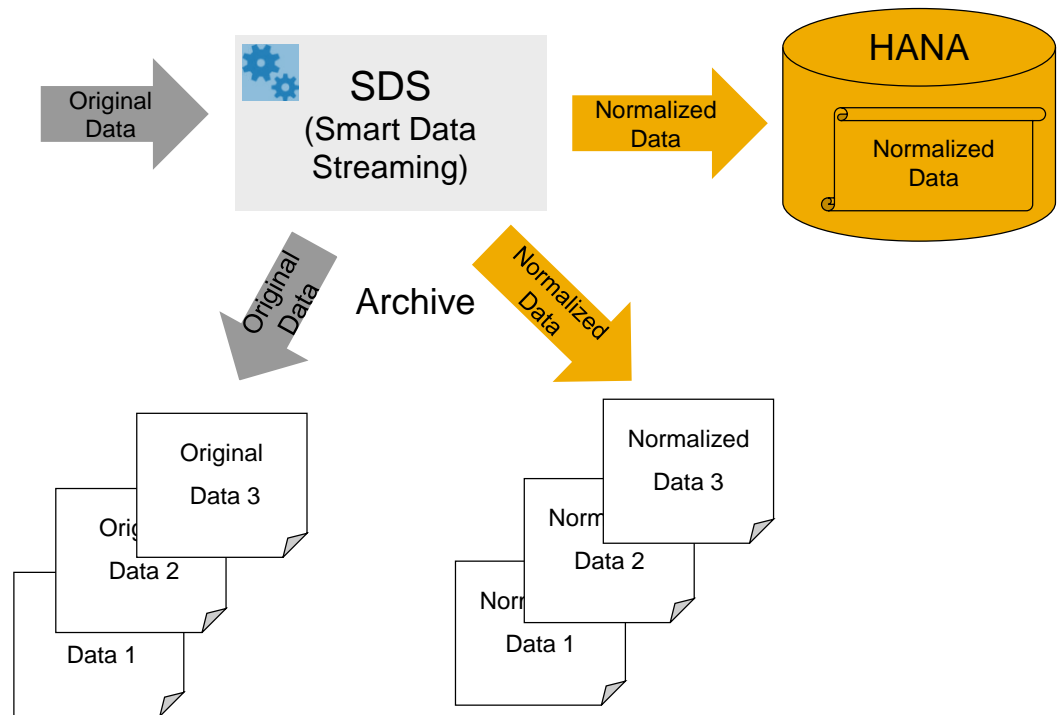 HANA
SDS
(Smart Data
Streaming)
Original
Data
Normalized
Data
Normalized
Data
Original
Data
Archive
Normalized
Data
Original
Data 3
Data 2
Data 1
Normalized
Data 3
Data 2
Data 1